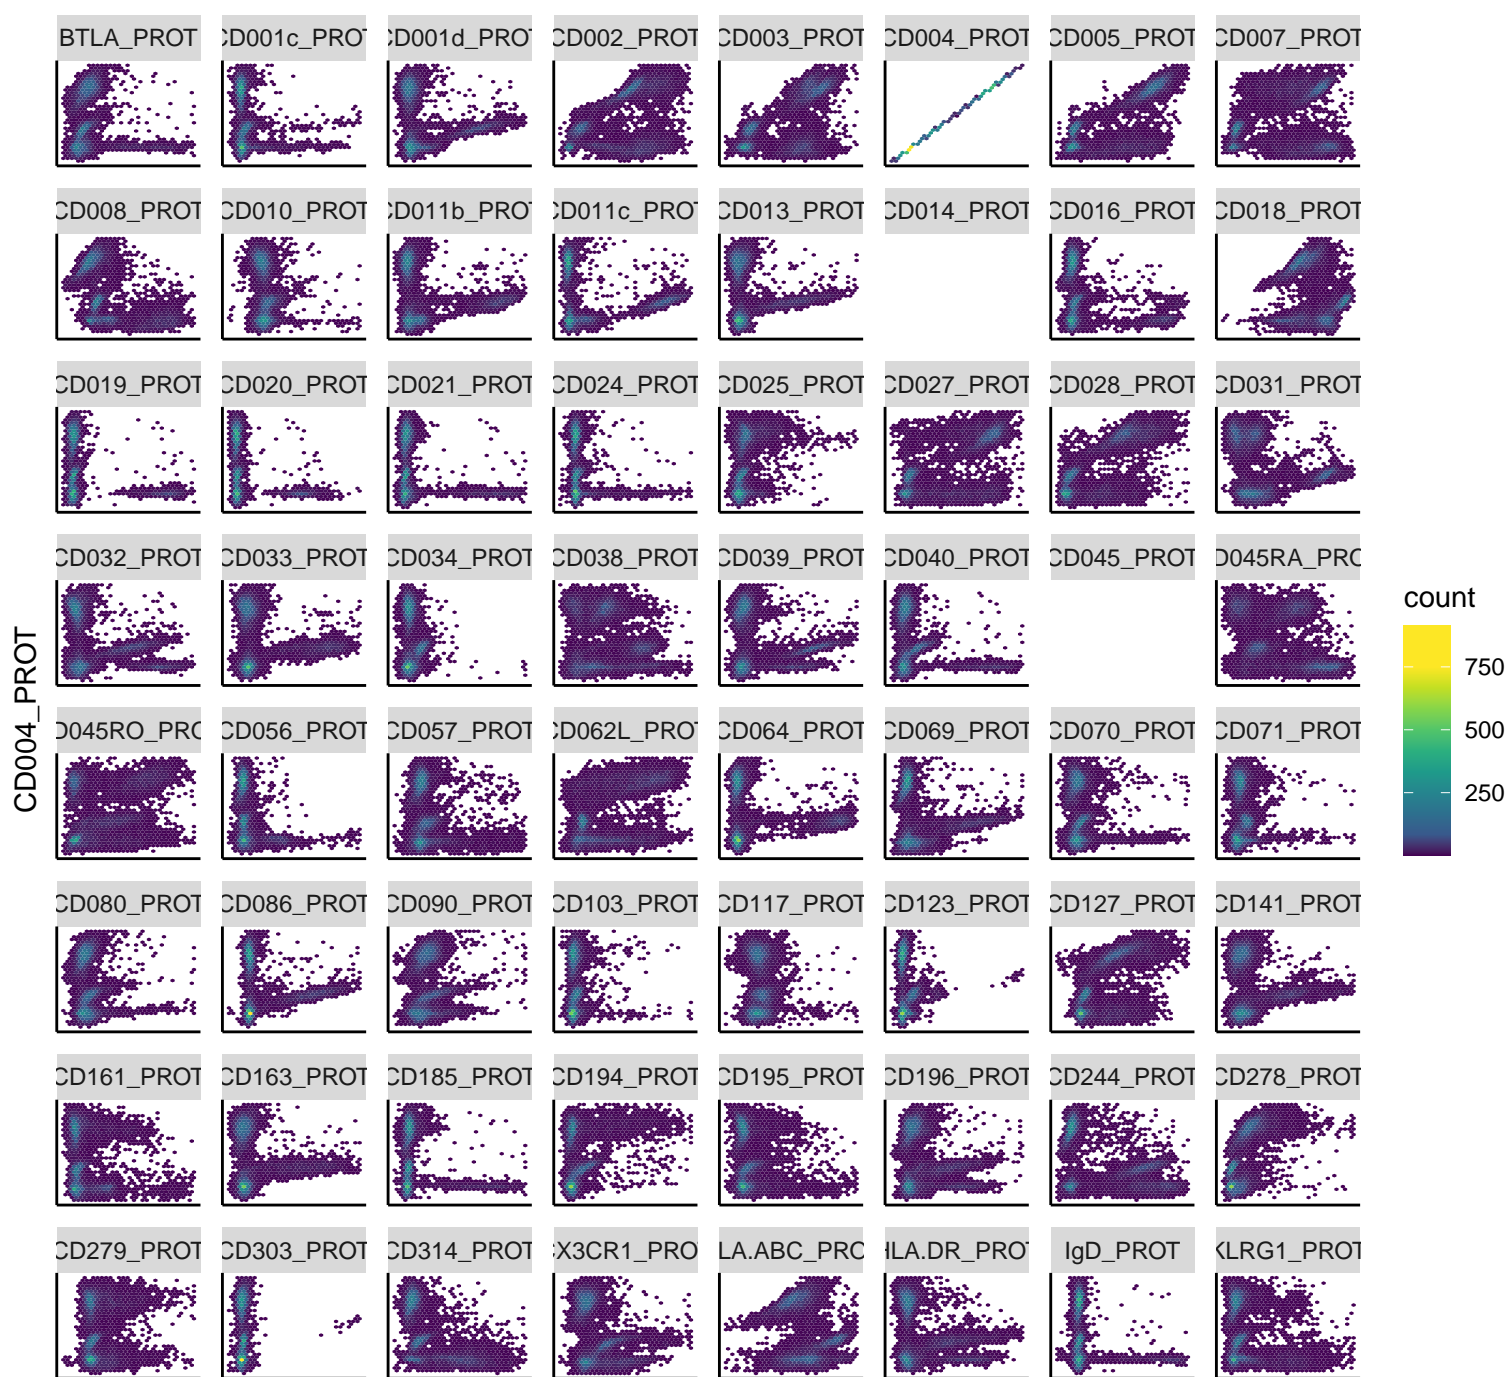 BTLA_PROT CD001c_PROT CD001d_PROT CD002_PROT CD003_PROT CD004_PROT CD005_PROT CD007_PROT
CD008_PROT CD010_PROT CD011b_PROT CD011c_PROT CD013_PROT CD014_PROT CD016_PROT CD018_PROT
CD019_PROT CD020_PROT CD021_PROT CD024_PROT CD025_PROT CD027_PROT CD028_PROT CD031_PROT
CD032_PROT CD033_PROT CD034_PROT CD038_PROT CD039_PROT CD040_PROT CD045_PROT D045RA_PRO
D045RO_PRO CD056_PROT CD057_PROT CD062L_PROT CD064_PROT CD069_PROT CD070_PROT CD071_PROT
CD080_PROT CD086_PROT CD090_PROT CD103_PROT CD117_PROT CD123_PROT CD127_PROT CD141_PROT
CD161_PROT CD163_PROT CD185_PROT CD194_PROT CD195_PROT CD196_PROT CD244_PROT CD278_PROT
CD279_PROT CD303_PROT CD314_PROT CX3CR1_PROT LA.ABC_PRO HLA.DR_PROT IgD_PROT KLRG1_PROT
CD004_PROT
count
750
500
250